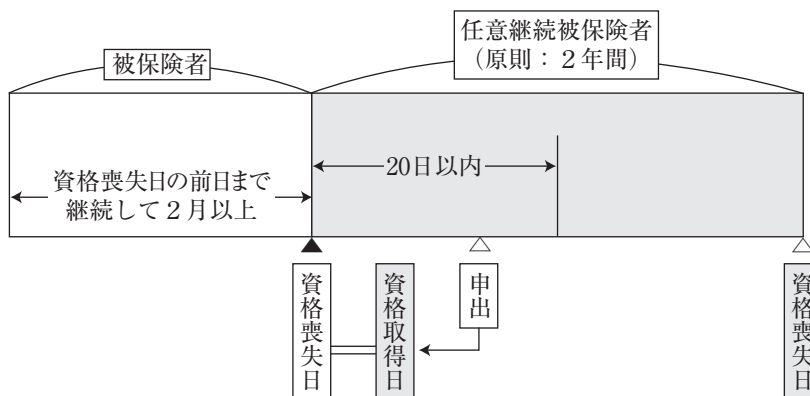 被保険者
任意継続被保険者
（原則：２年間）
資格喪失日の前日まで
継続して２月以上
20日以内
資格喪失日
資格取得日
申出
資格喪失日